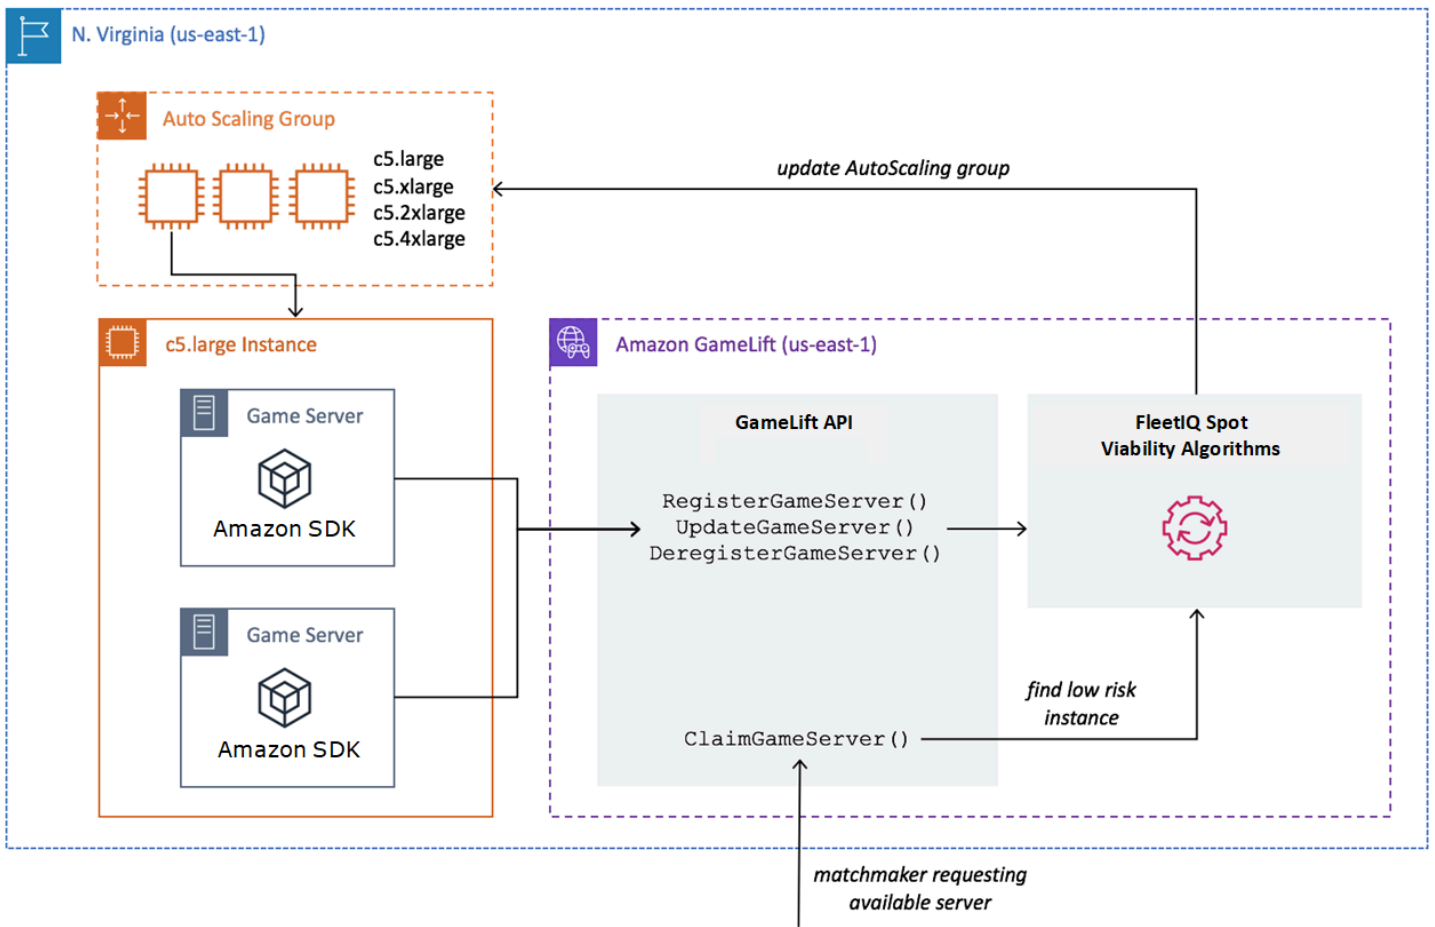 N. Virginia (us-east-1)
Auto Scaling Group
c5.large
c5.xlarge
c5.2xlarge
c5.4xlarge
update AutoScaling group
c5.large Instance
Game Server
Amazon SDK
Game Server
Amazon SDK
Amazon GameLift (us-east-1)
GameLift API
RegisterGameServer()
UpdateGameServer()
DeregisterGameServer()
ClaimGameServer()
FleetIQ Spot
Viability Algorithms
find low risk
instance
matchmaker requesting
available server